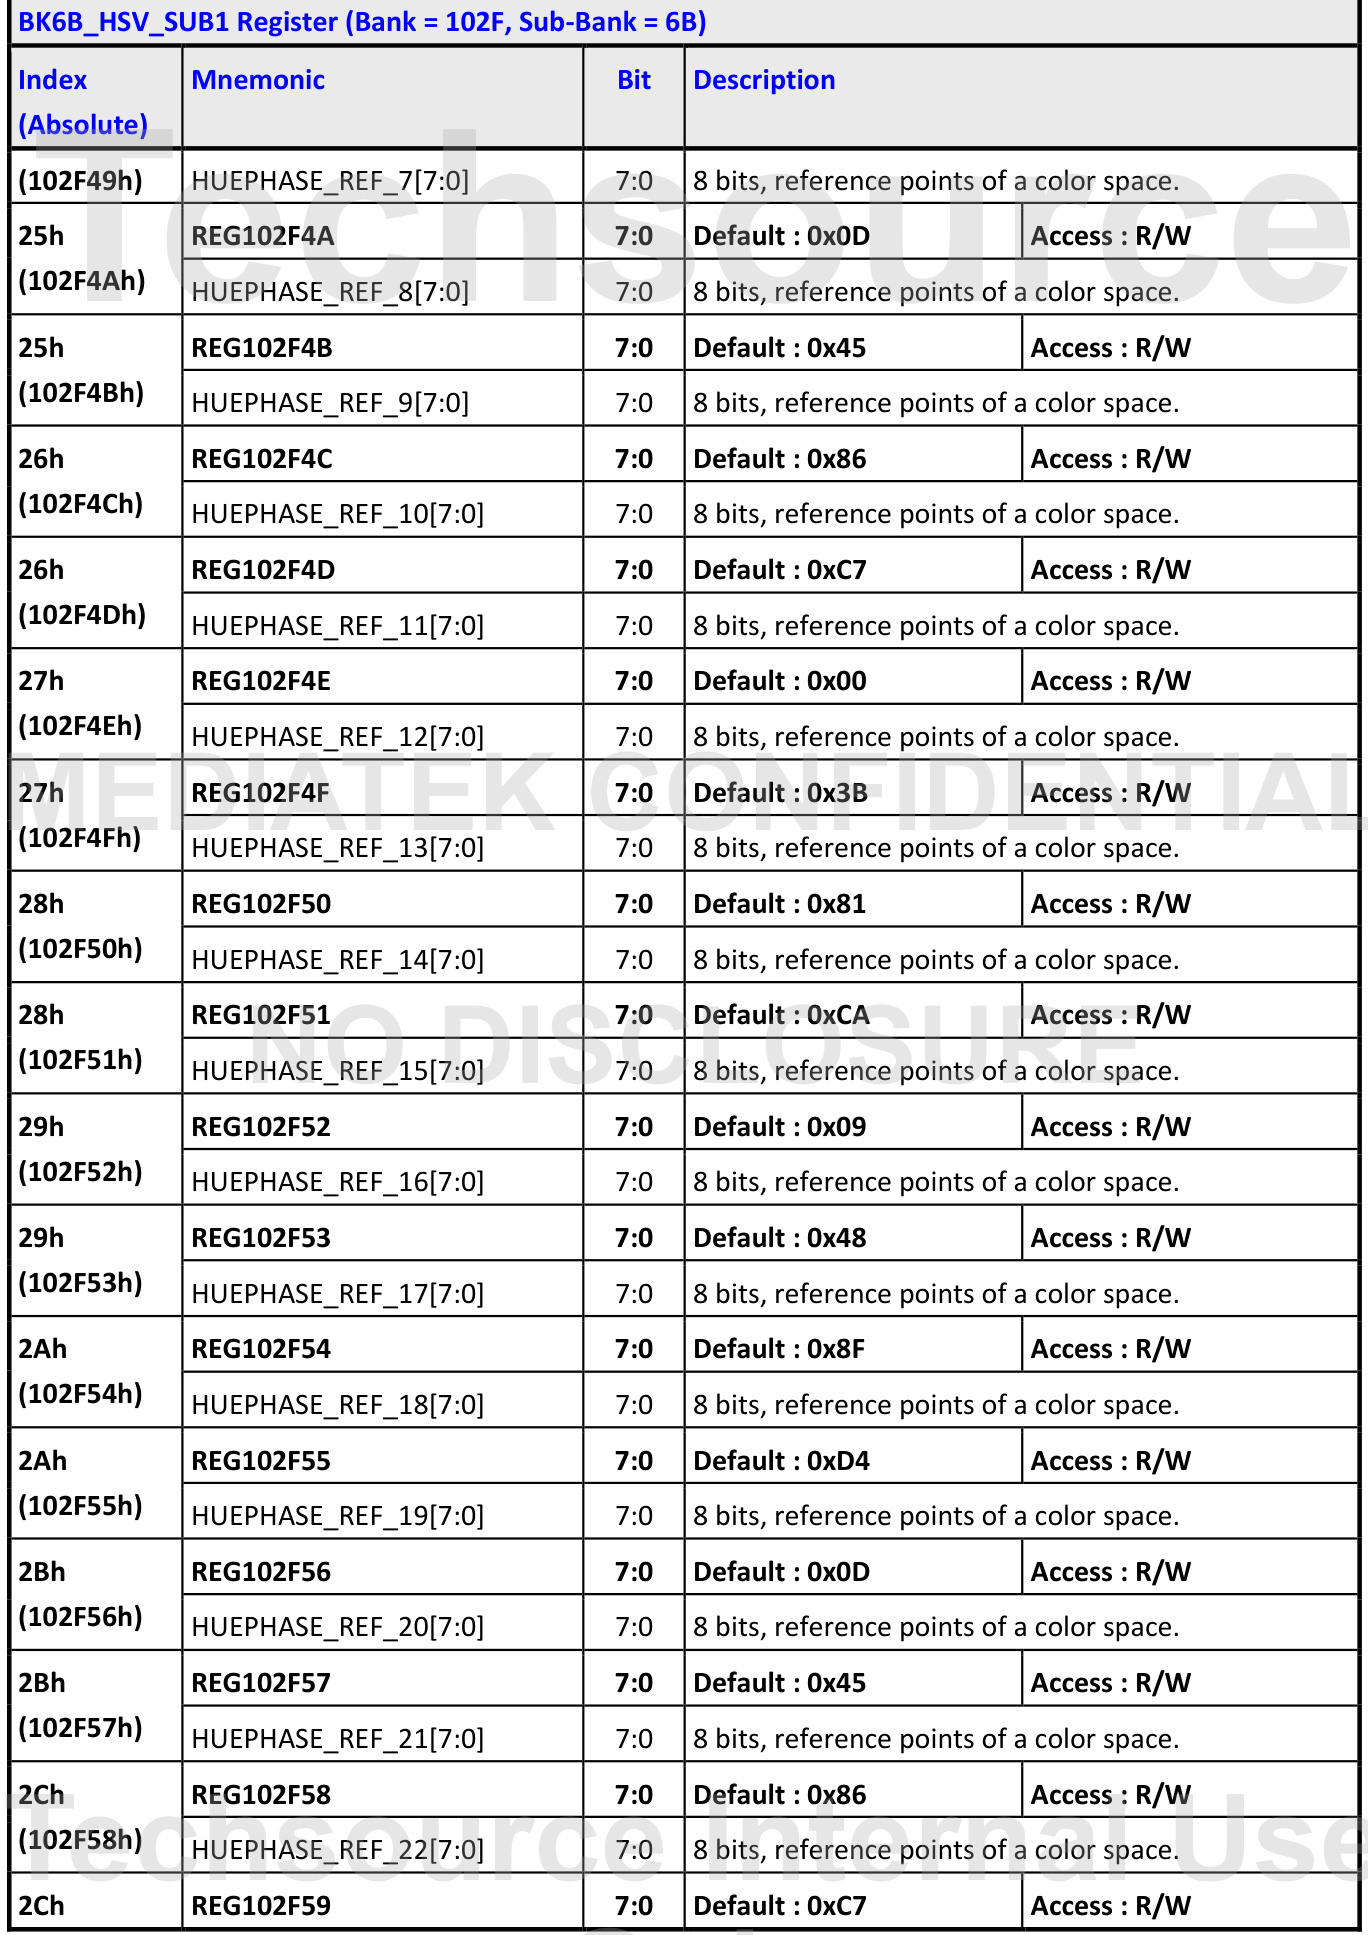 BK6B_HSV_SUB1 Register (Bank = 102F, Sub-Bank = 6B)
Index (Absolute) Mnemonic Bit Description
(102F49h) HUEPHASE_REF_7[7:0] 7:0 8 bits, reference points of a color space.
25h (102F4Ah) REG102F4A 7:0 Default : 0x0D Access : R/W
HUEPHASE_REF_8[7:0] 7:0 8 bits, reference points of a color space.
25h (102F4Bh) REG102F4B 7:0 Default : 0x45 Access : R/W
HUEPHASE_REF_9[7:0] 7:0 8 bits, reference points of a color space.
26h (102F4Ch) REG102F4C 7:0 Default : 0x86 Access : R/W
HUEPHASE_REF_10[7:0] 7:0 8 bits, reference points of a color space.
26h (102F4Dh) REG102F4D 7:0 Default : 0xC7 Access : R/W
HUEPHASE_REF_11[7:0] 7:0 8 bits, reference points of a color space.
27h (102F4Eh) REG102F4E 7:0 Default : 0x00 Access : R/W
HUEPHASE_REF_12[7:0] 7:0 8 bits, reference points of a color space.
27h (102F4Fh) REG102F4F 7:0 Default : 0x3B Access : R/W
HUEPHASE_REF_13[7:0] 7:0 8 bits, reference points of a color space.
28h (102F50h) REG102F50 7:0 Default : 0x81 Access : R/W
HUEPHASE_REF_14[7:0] 7:0 8 bits, reference points of a color space.
28h (102F51h) REG102F51 7:0 Default : 0xCA Access : R/W
HUEPHASE_REF_15[7:0] 7:0 8 bits, reference points of a color space.
29h (102F52h) REG102F52 7:0 Default : 0x09 Access : R/W
HUEPHASE_REF_16[7:0] 7:0 8 bits, reference points of a color space.
29h (102F53h) REG102F53 7:0 Default : 0x48 Access : R/W
HUEPHASE_REF_17[7:0] 7:0 8 bits, reference points of a color space.
2Ah (102F54h) REG102F54 7:0 Default : 0x8F Access : R/W
HUEPHASE_REF_18[7:0] 7:0 8 bits, reference points of a color space.
2Ah (102F55h) REG102F55 7:0 Default : 0xD4 Access : R/W
HUEPHASE_REF_19[7:0] 7:0 8 bits, reference points of a color space.
2Bh (102F56h) REG102F56 7:0 Default : 0x0D Access : R/W
HUEPHASE_REF_20[7:0] 7:0 8 bits, reference points of a color space.
2Bh (102F57h) REG102F57 7:0 Default : 0x45 Access : R/W
HUEPHASE_REF_21[7:0] 7:0 8 bits, reference points of a color space.
2Ch (102F58h) REG102F58 7:0 Default : 0x86 Access : R/W
HUEPHASE_REF_22[7:0] 7:0 8 bits, reference points of a color space.
2Ch REG102F59 7:0 Default : 0xC7 Access : R/W
Techsource
MEDIATEK CONFIDENTIAL
NO DISCLOSURE
Techsource Internal Use